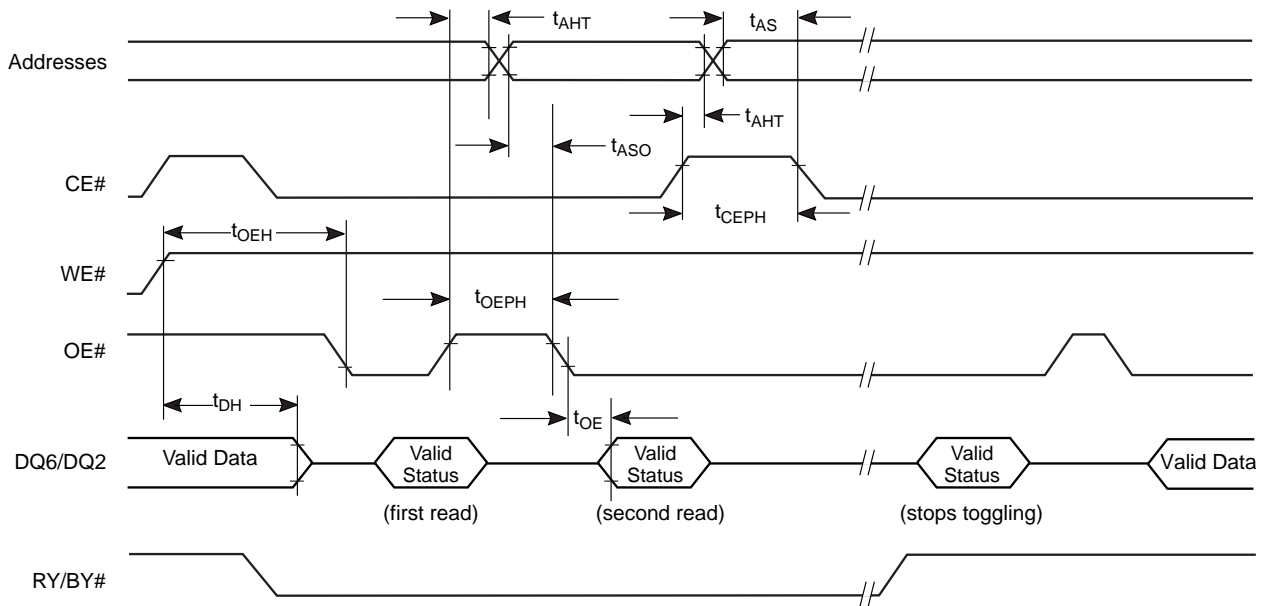 tAHT
tAS
Addresses
tAHT
tASO
CE#
tCEPH
tOEH
WE#
tOEPH
OE#
tDH
tOE
DQ6/DQ2
Valid Data
Valid
Status
Valid
Status
Valid
Status
Valid Data
(first read)
(second read)
(stops toggling)
RY/BY#